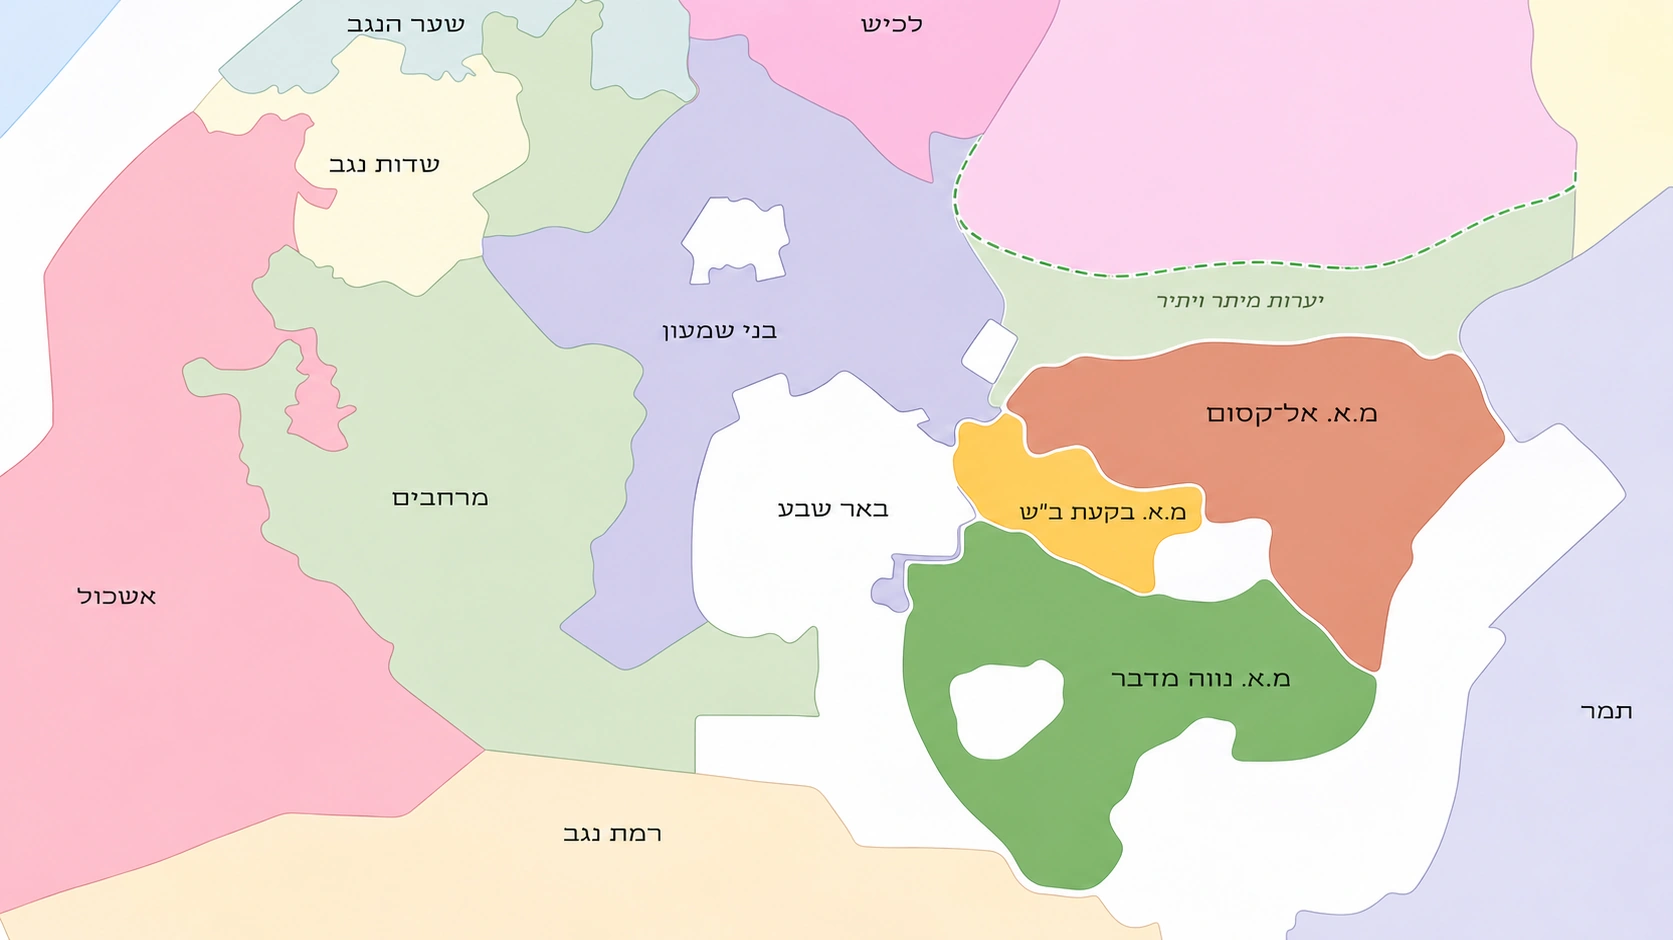 שער הנגב
לכיש
שדות נגב
יערות מיתר ויתיר
בני שמעון
מ.א. אל־קסום
מרחבים
באר שבע
מ.א. בקעת ב"ש
אשכול
מ.א. נווה מדבר
תמר
רמת נגב